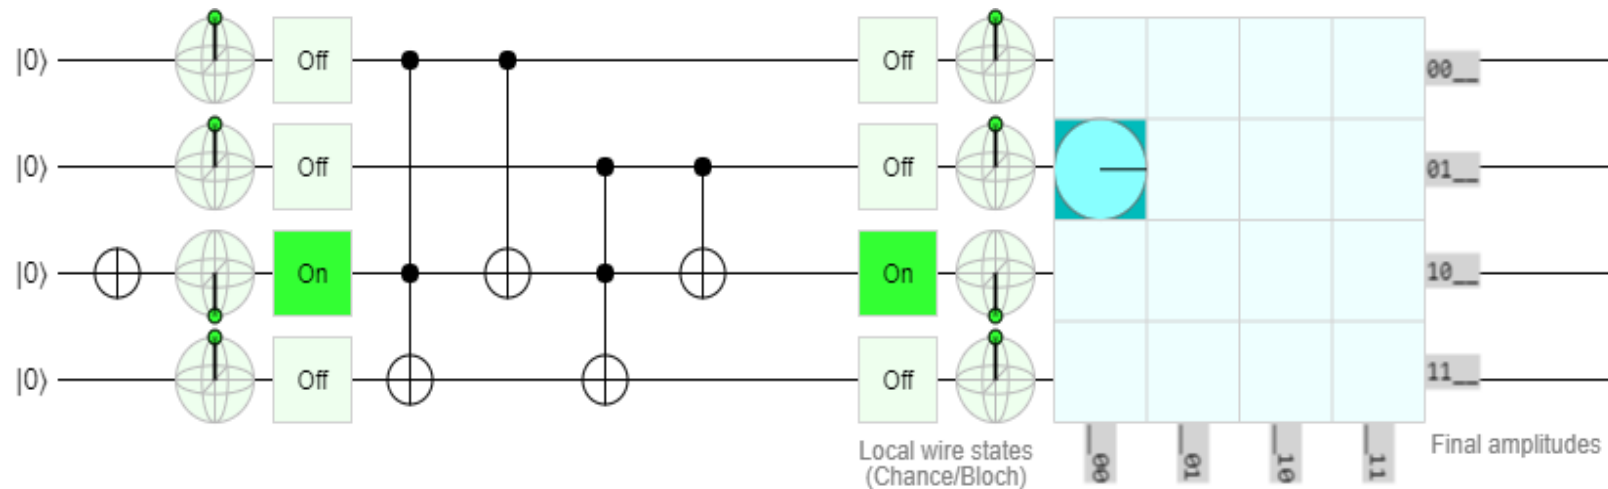 |0⟩ Off Off 00__
|0⟩ Off Off 01__
|0⟩ On On 10__
|0⟩ Off Off 11__
Local wire states
(Chance/Bloch)
__00 __01 __10 __11
Final amplitudes